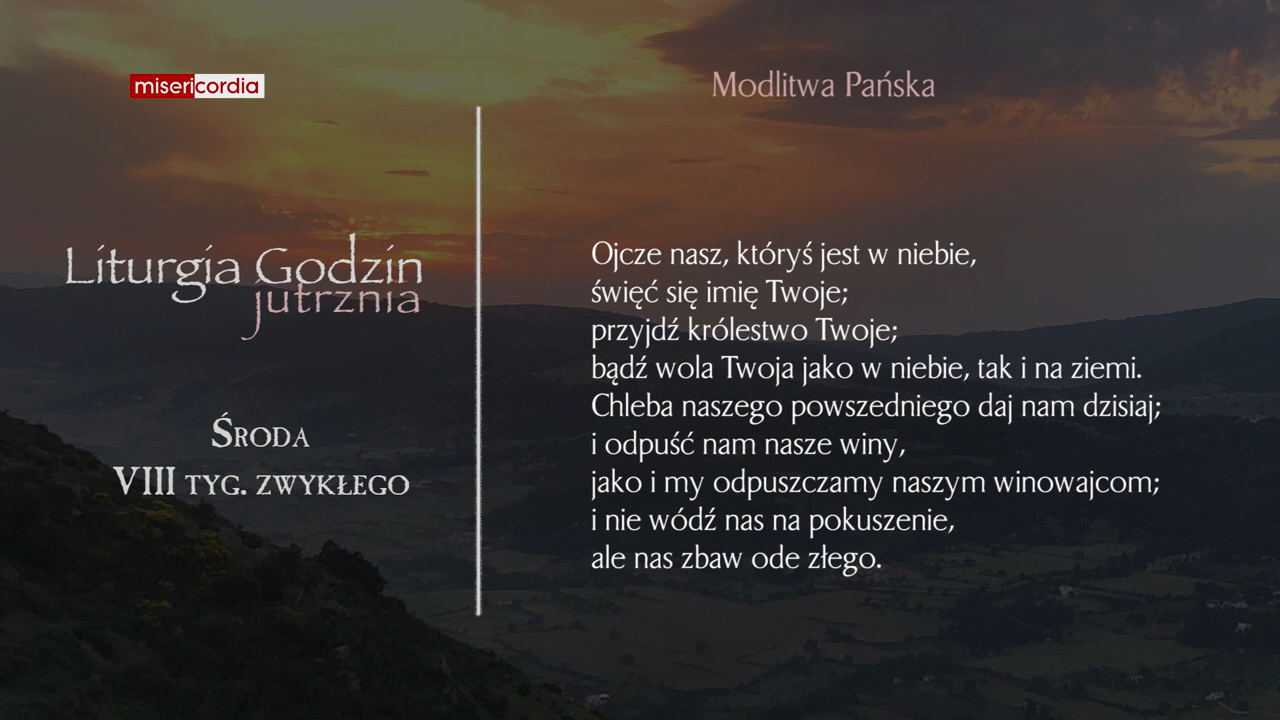 misericordia
Liturgia Godzin
jutrznia
Środa
VIII tyg. zwykłego
Modlitwa Pańska
Ojcze nasz, któryś jest w niebie,
święć się imię Twoje;
przyjdź królestwo Twoje;
bądź wola Twoja jako w niebie, tak i na ziemi.
Chleba naszego powszedniego daj nam dzisiaj;
i odpuść nam nasze winy,
jako i my odpuszczamy naszym winowajcom;
i nie wódź nas na pokuszenie,
ale nas zbaw ode złego.